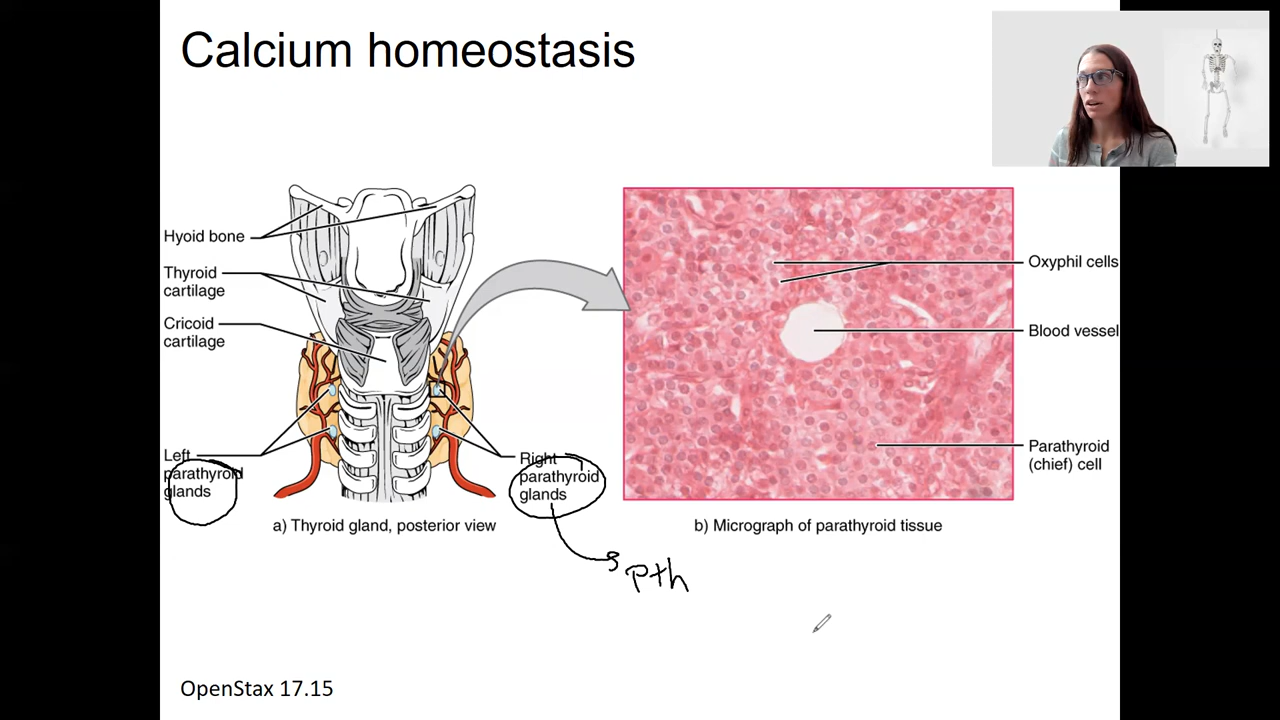 Calcium homeostasis
Hyoid bone
Thyroid
cartilage
Cricoid
cartilage
Left
parathyroid
glands
Right
parathyroid
glands
a) Thyroid gland, posterior view
Oxyphil cells
Blood vessel
Parathyroid
(chief) cell
b) Micrograph of parathyroid tissue
pth
OpenStax 17.15